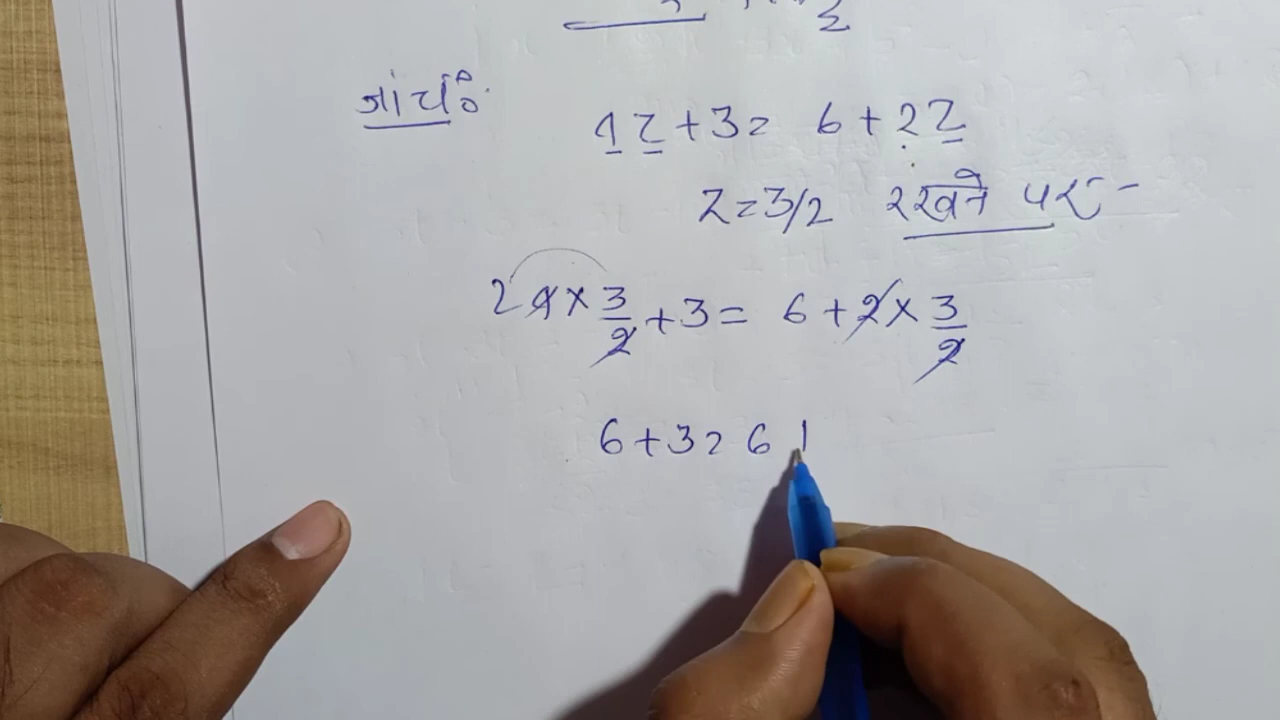 जांच :
4z + 3 = 6 + 2z
z = 3/2 रखने पर -
2 4 × 3/2 + 3 = 6 + 2 × 3/2
6 + 3 = 6